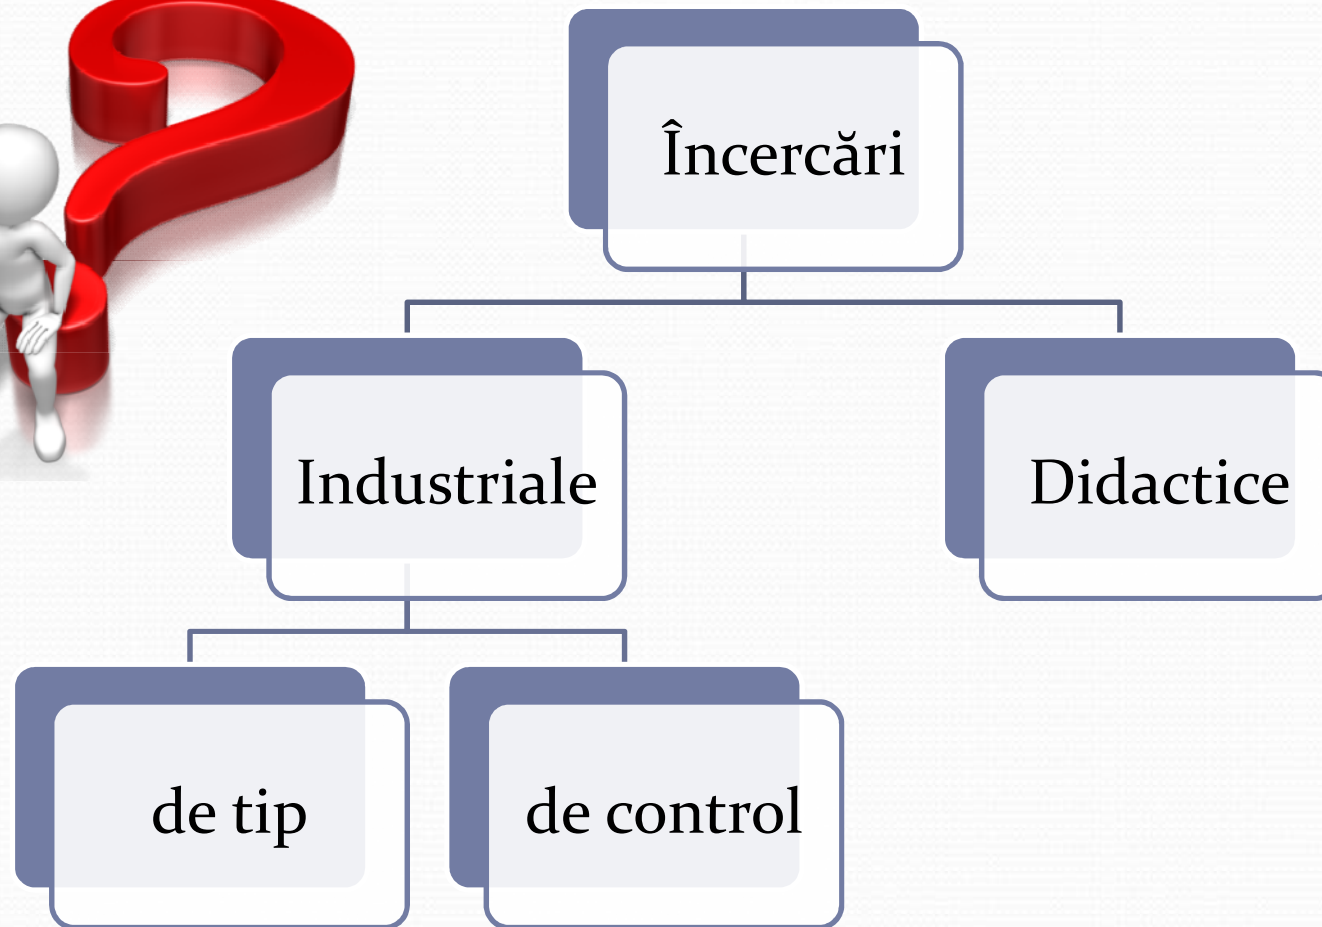 Încercări
Industriale
Didactice
de tip
de control